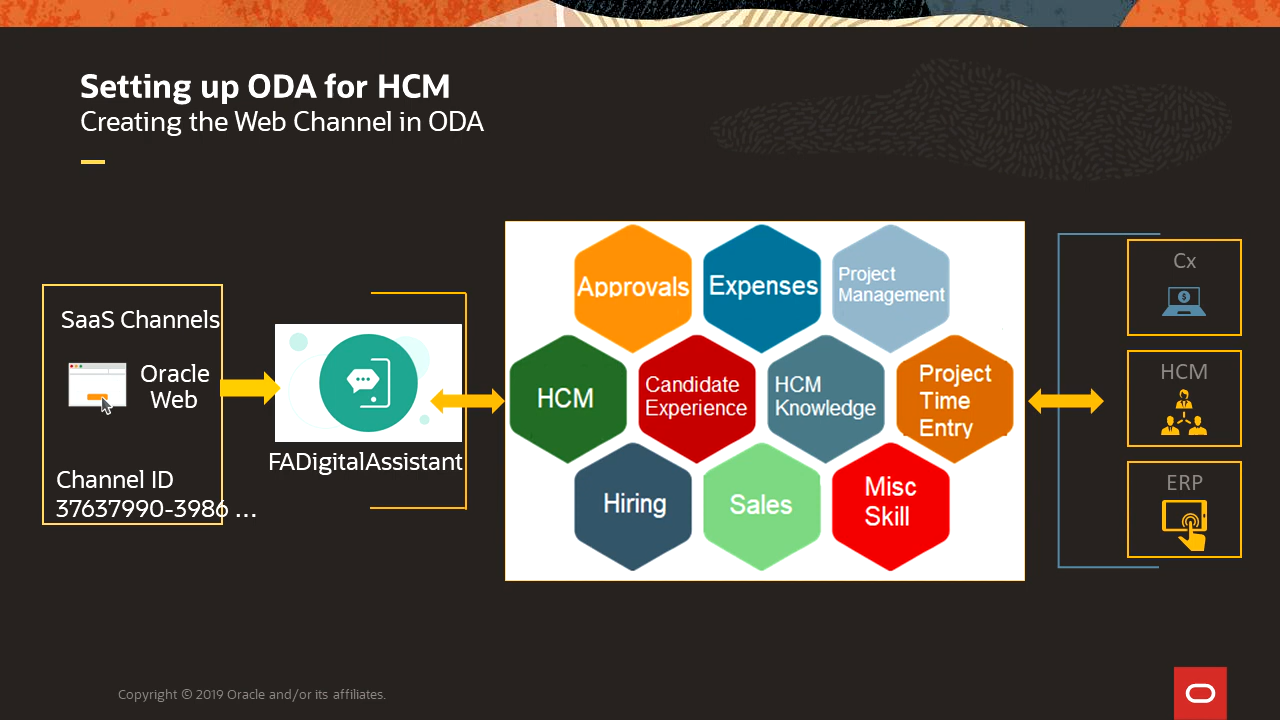 Setting up ODA for HCM
Creating the Web Channel in ODA
SaaS Channels
Oracle
Web
Channel ID
37637990-3986 ...
FADigitalAssistant
Approvals
Expenses
Project
Management
HCM
Candidate
Experience
HCM
Knowledge
Project
Time
Entry
Hiring
Sales
Misc
Skill
Cx
HCM
ERP
Copyright © 2019 Oracle and/or its affiliates.